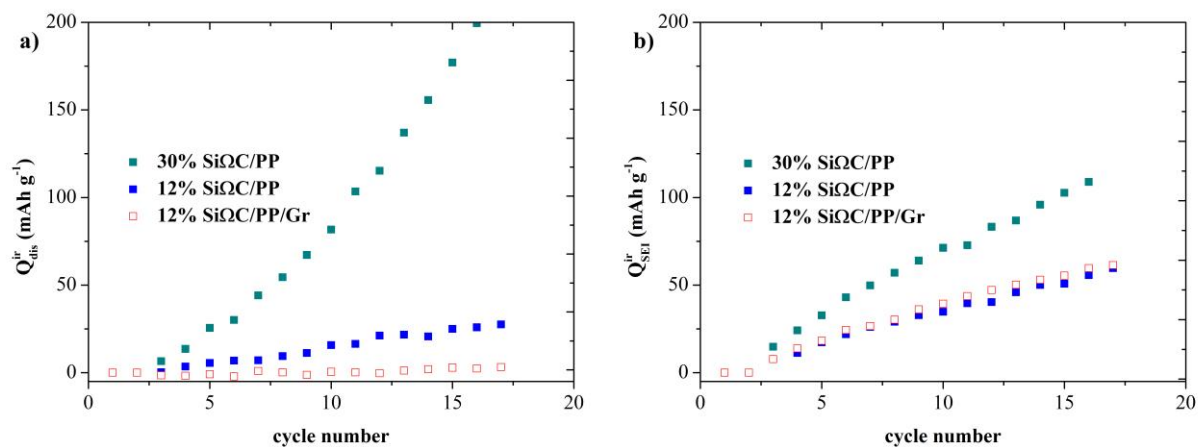 a)
200
150
100
50
0
0 5 10 15 20
Q^ir_dis (mAh g^-1)
cycle number
30% SiΩC/PP
12% SiΩC/PP
12% SiΩC/PP/Gr
b)
200
150
100
50
0
0 5 10 15 20
Q^ir_SEI (mAh g^-1)
cycle number
30% SiΩC/PP
12% SiΩC/PP
12% SiΩC/PP/Gr